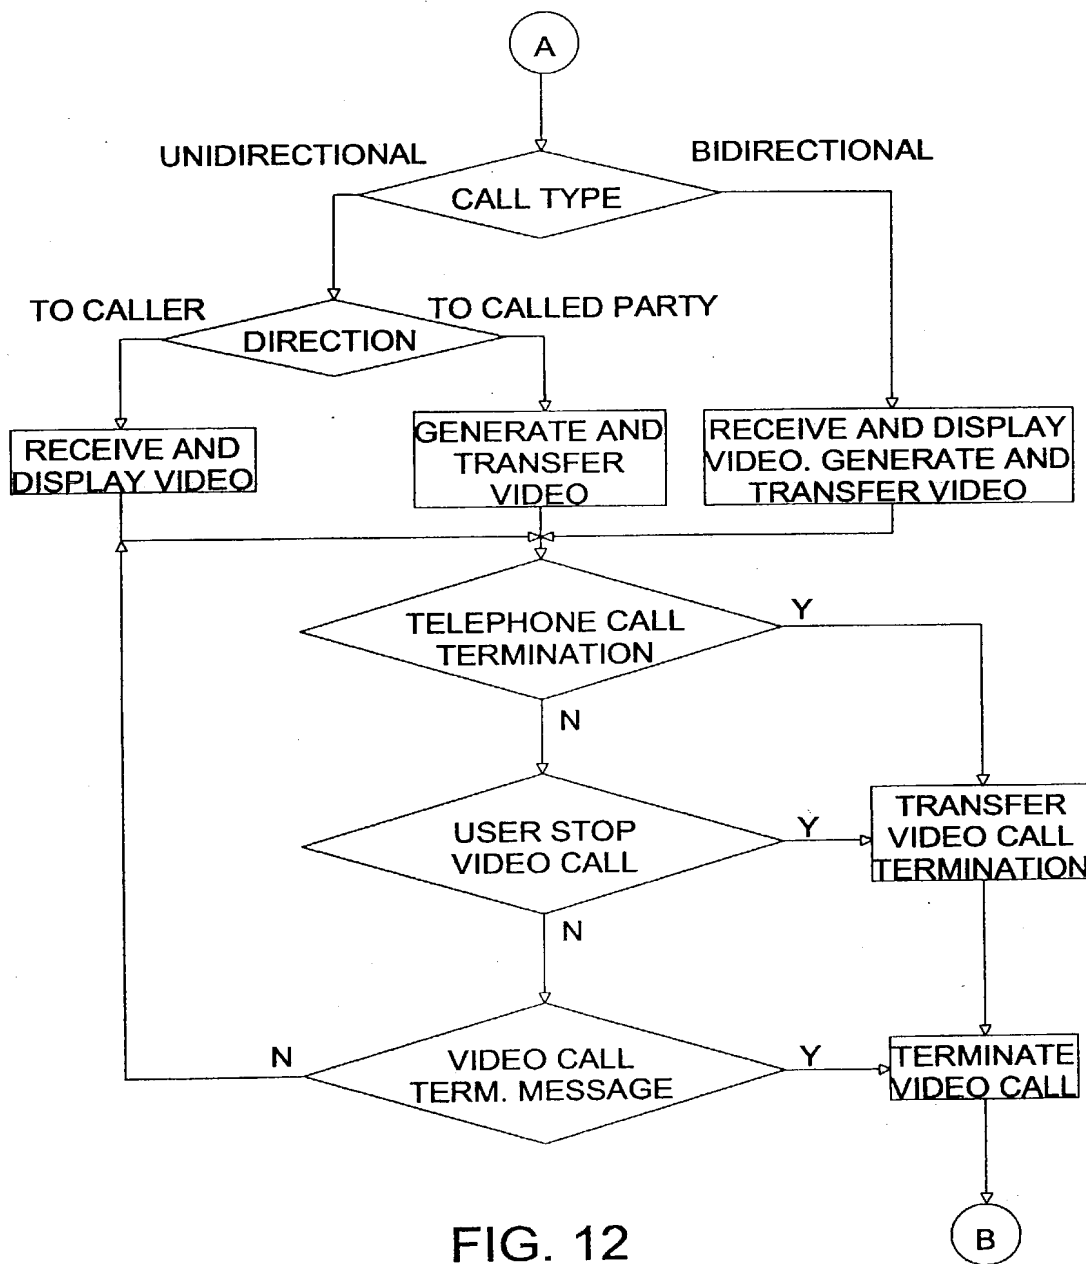 A
UNIDIRECTIONAL
BIDIRECTIONAL
CALL TYPE
TO CALLER
TO CALLED PARTY
DIRECTION
RECEIVE AND
DISPLAY VIDEO
GENERATE AND
TRANSFER
VIDEO
RECEIVE AND DISPLAY
VIDEO. GENERATE AND
TRANSFER VIDEO
TELEPHONE CALL
TERMINATION
Y
N
USER STOP
VIDEO CALL
Y
TRANSFER
VIDEO CALL
TERMINATION
N
N
VIDEO CALL
TERM. MESSAGE
Y
TERMINATE
VIDEO CALL
B
FIG. 12